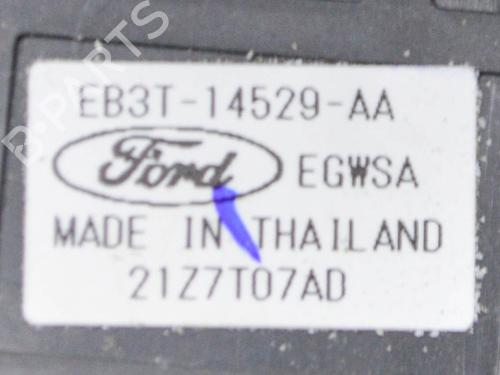 B-PARTS
EB3T-14529-AA
Ford EGWSA
MADE IN THAILAND
21Z7T07AD